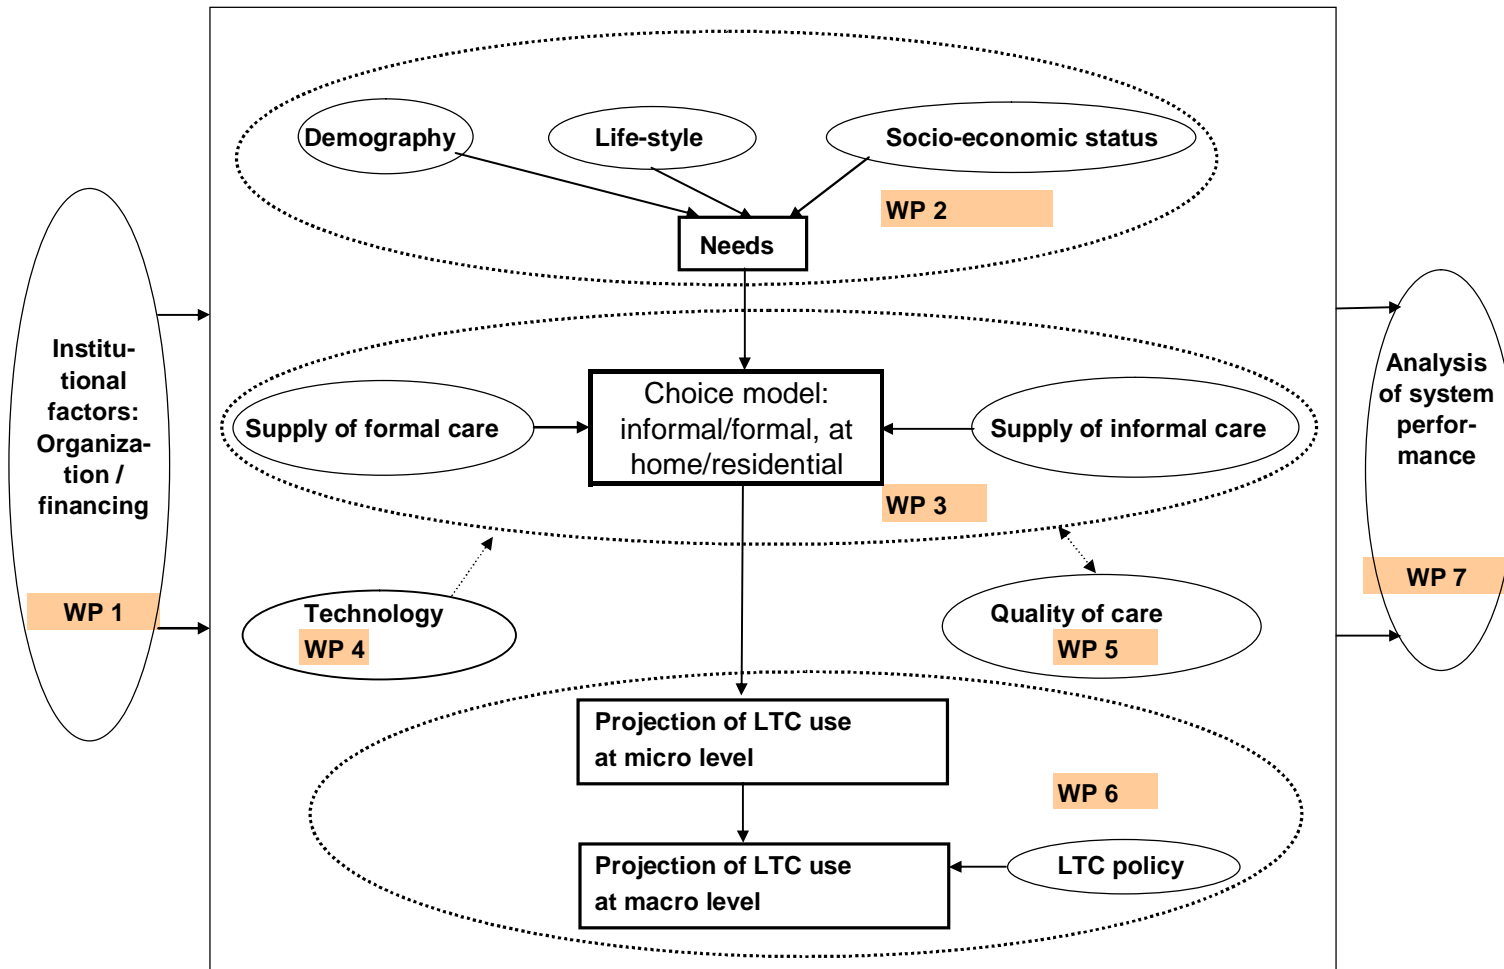 Demography
Life-style
Socio-economic status
WP 2
Needs
Institu-
tional
factors:
Organiza-
tion /
financing
WP 1
Supply of formal care
Choice model:
informal/formal, at
home/residential
Supply of informal care
WP 3
Analysis
of system
perfor-
mance
WP 7
Technology
WP 4
Quality of care
WP 5
Projection of LTC use
at micro level
WP 6
Projection of LTC use
at macro level
LTC policy